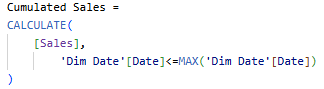 Cumulated Sales =
CALCULATE(
[Sales],
'Dim Date'[Date]<=MAX('Dim Date'[Date])
)